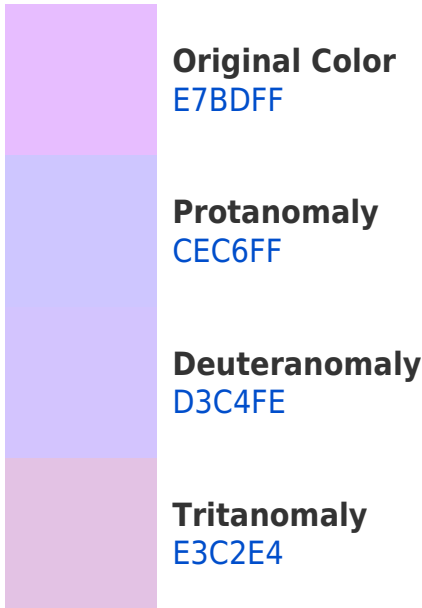 Original Color
E7BDFF
Protanomaly
CEC6FF
Deuteranomaly
D3C4FE
Tritanomaly
E3C2E4